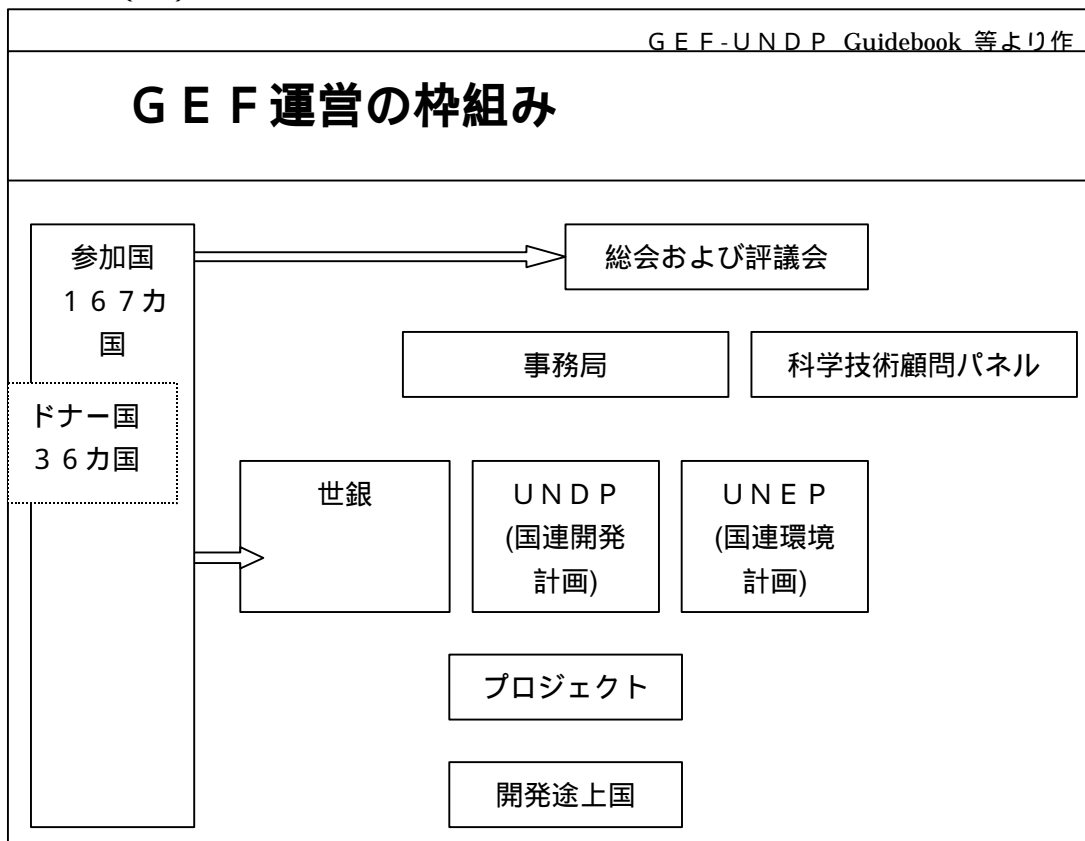 ＧＥＦ-ＵＮＤＰ Guidebook 等より作
ＧＥＦ運営の枠組み
参加国
１６７カ
国
総会および評議会
事務局
科学技術顧問パネル
ドナー国
３６カ国
世銀
ＵＮＤＰ
(国連開発
計画)
ＵＮＥＰ
(国連環境
計画)
プロジェクト
開発途上国